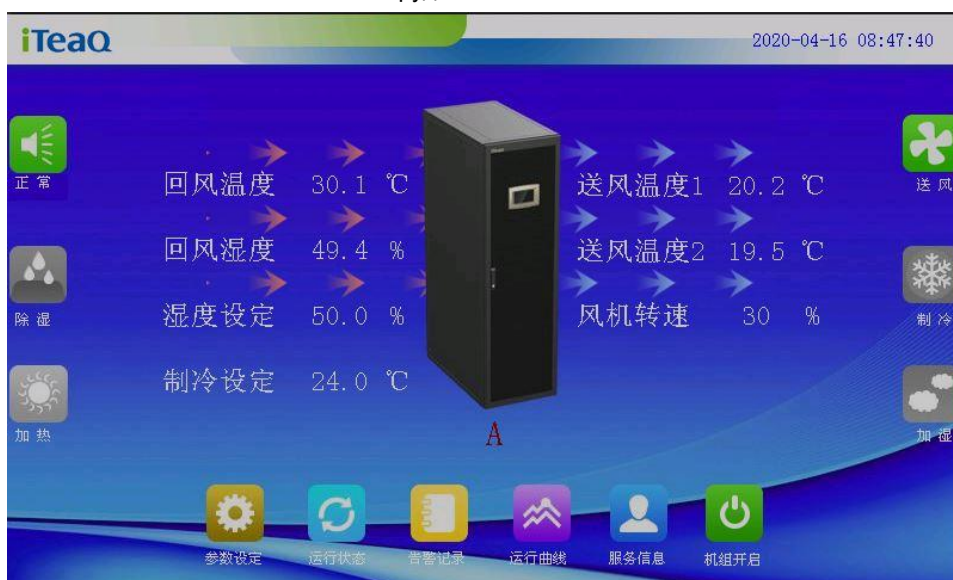 iTeaQ
2020-04-16 08:47:40
正常
回风温度 30.1 ℃
送风温度1 20.2 ℃
送风
回风湿度 49.4 %
送风温度2 19.5 ℃
除湿
湿度设定 50.0 %
风机转速 30 %
制冷
制冷设定 24.0 ℃
加热
A
加湿
参数设定
运行状态
告警记录
运行曲线
服务信息
机组开启